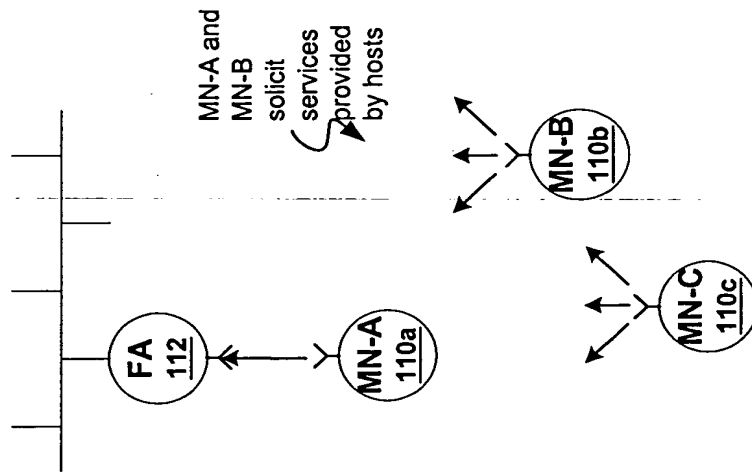 MN-A and
MN-B
solicit
services
provided
by hosts
FA
112
MN-A
110a
MN-B
110b
MN-C
110c